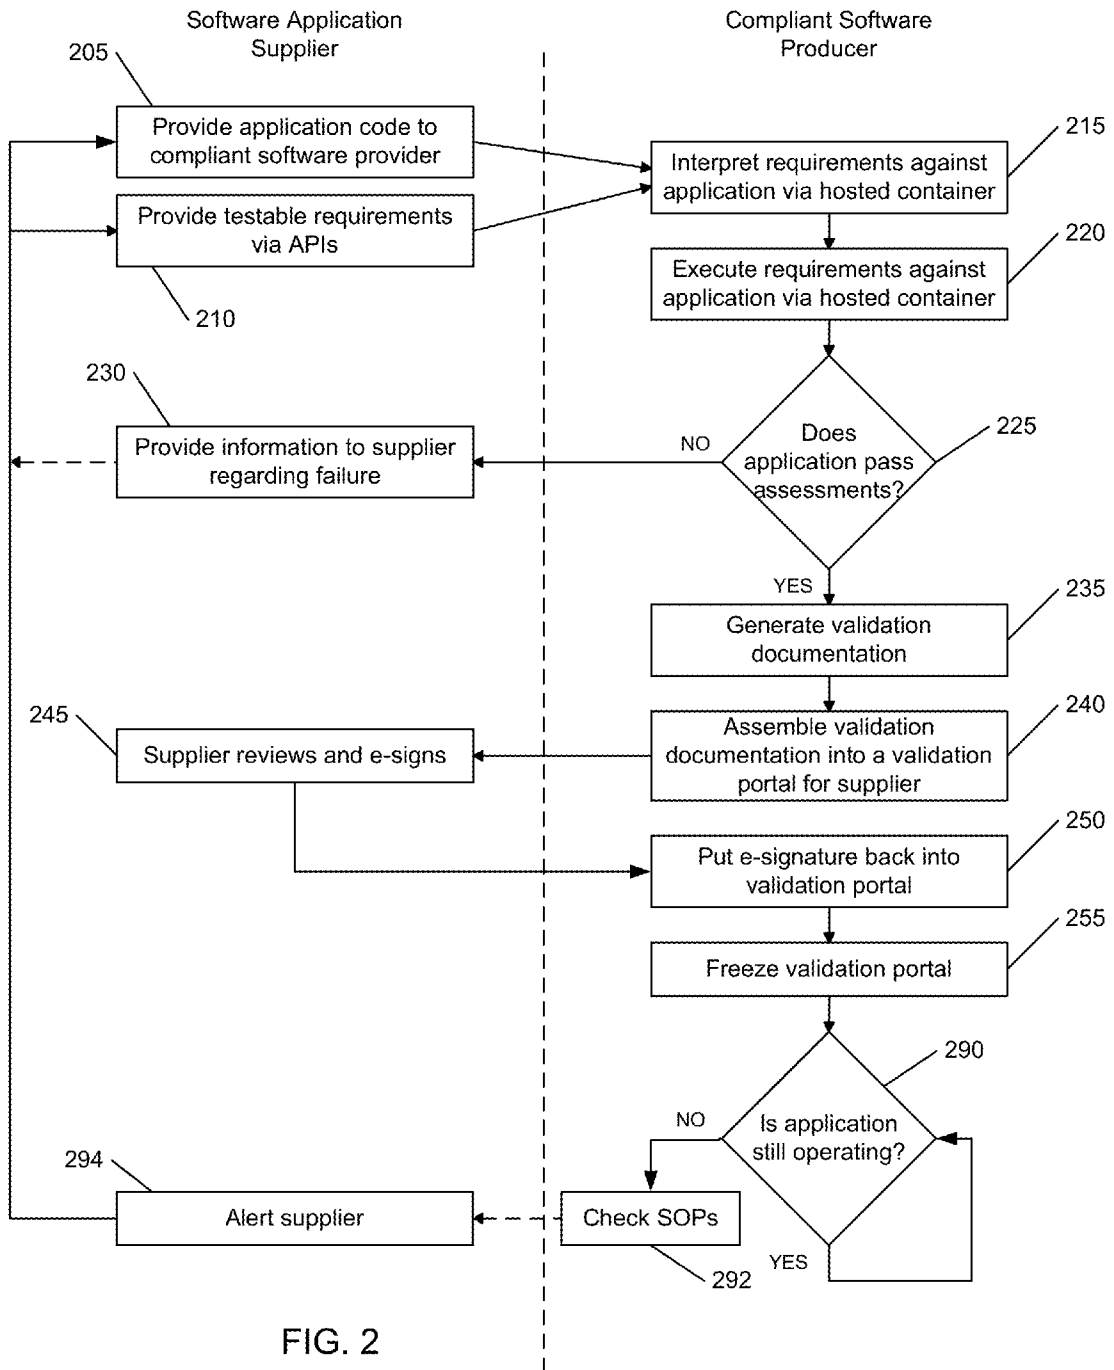 Software Application
Supplier
Compliant Software
Producer
205
Provide application code to
compliant software provider
215
Interpret requirements against
application via hosted container
Provide testable requirements
via APIs
210
220
Execute requirements against
application via hosted container
230
Provide information to supplier
regarding failure
NO
Does
application pass
assessments?
225
YES
235
Generate validation
documentation
245
Supplier reviews and e-signs
240
Assemble validation
documentation into a validation
portal for supplier
250
Put e-signature back into
validation portal
255
Freeze validation portal
290
NO
Is application
still operating?
294
Alert supplier
Check SOPs
292
YES
FIG. 2